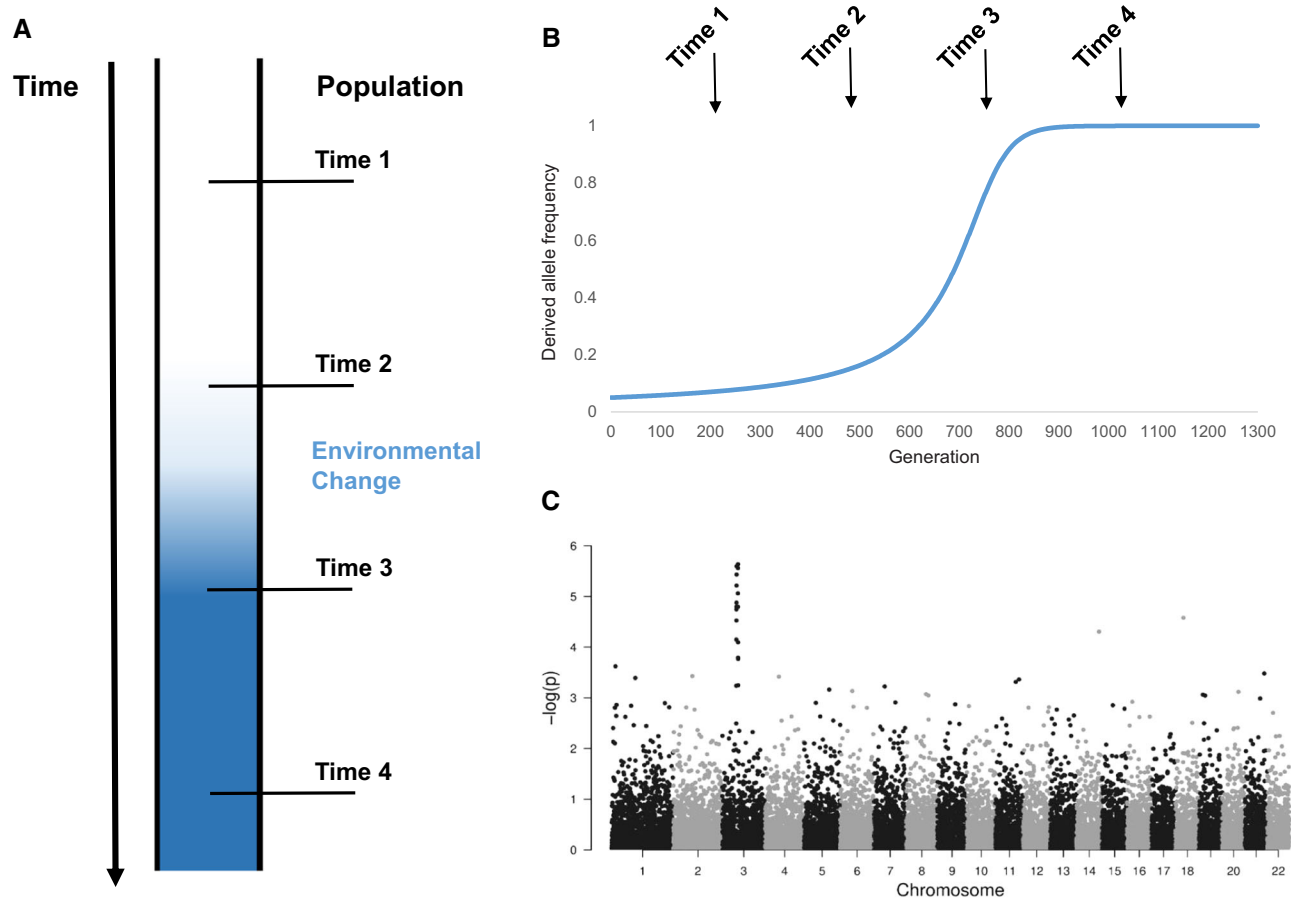 A
Time
Population
Time 1
Time 2
Environmental
Change
Time 3
Time 4
B
Time 1
Time 2
Time 3
Time 4
Derived allele frequency
1
0.8
0.6
0.4
0.2
0
0 100 200 300 400 500 600 700 800 900 1000 1100 1200 1300
Generation
C
−log(p)
6
5
4
3
2
1
0
1 2 3 4 5 6 7 8 9 10 11 12 13 14 15 16 17 18 20 22
Chromosome